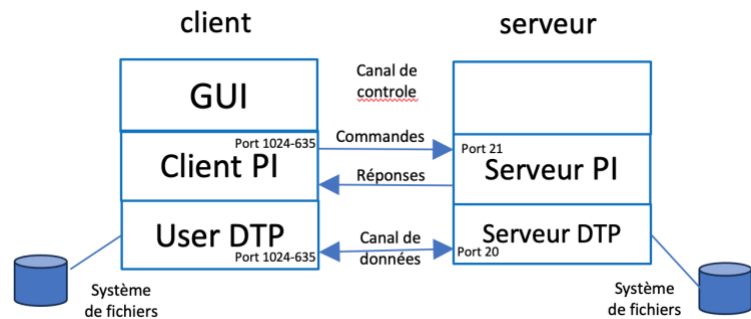 client
serveur
GUI
Canal de
controle
Port 1024-635
Commandes
Port 21
Client PI
Réponses
Serveur PI
User DTP
Port 1024-635
Canal de
données
Serveur DTP
Port 20
Système
de fichiers
Système
de fichiers